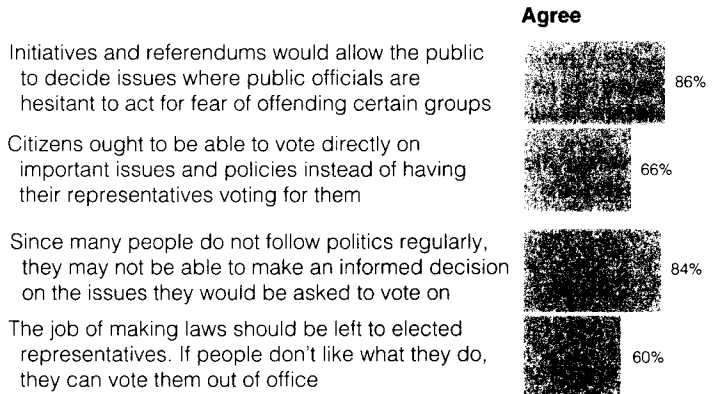 Agree
Initiatives and referendums would allow the public
to decide issues where public officials are
hesitant to act for fear of offending certain groups
86%
Citizens ought to be able to vote directly on
important issues and policies instead of having
their representatives voting for them
66%
Since many people do not follow politics regularly,
they may not be able to make an informed decision
on the issues they would be asked to vote on
84%
The job of making laws should be left to elected
representatives. If people don't like what they do,
they can vote them out of office
60%